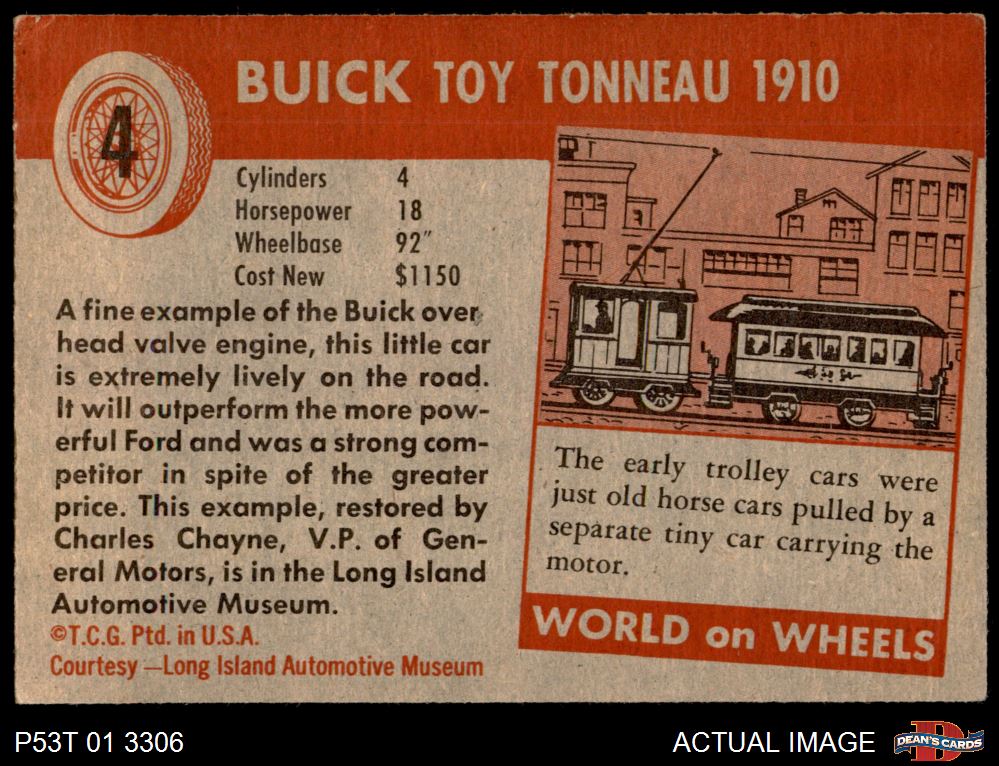 4
BUICK TOY TONNEAU 1910
Cylinders 4
Horsepower 18
Wheelbase 92"
Cost New $1150
A fine example of the Buick over
head valve engine, this little car
is extremely lively on the road.
It will outperform the more pow-
erful Ford and was a strong com-
petitor in spite of the greater
price. This example, restored by
Charles Chayne, V.P. of Gen-
eral Motors, is in the Long Island
Automotive Museum.
©T.C.G. Ptd. in U.S.A.
Courtesy—Long Island Automotive Museum
The early trolley cars were
just old horse cars pulled by a
separate tiny car carrying the
motor.
WORLD on WHEELS
P53T 01 3306
ACTUAL IMAGE
DEAN'S CARDS